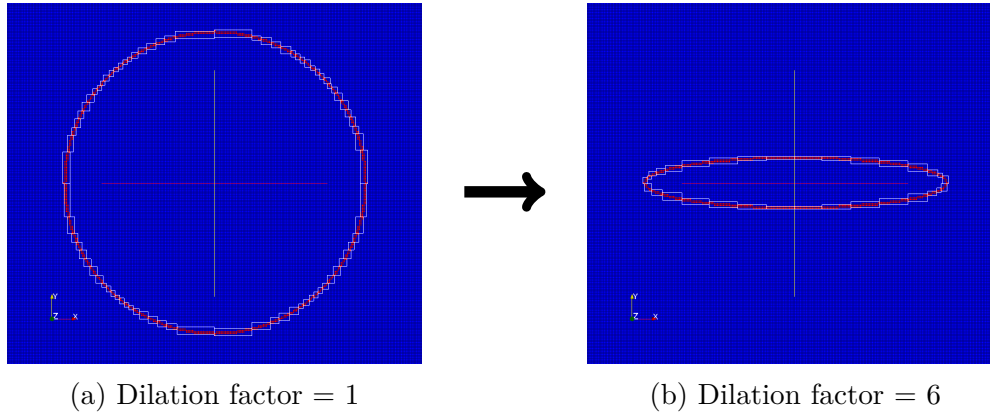 Y
Z X
Y
Z X
(a) Dilation factor = 1
(b) Dilation factor = 6